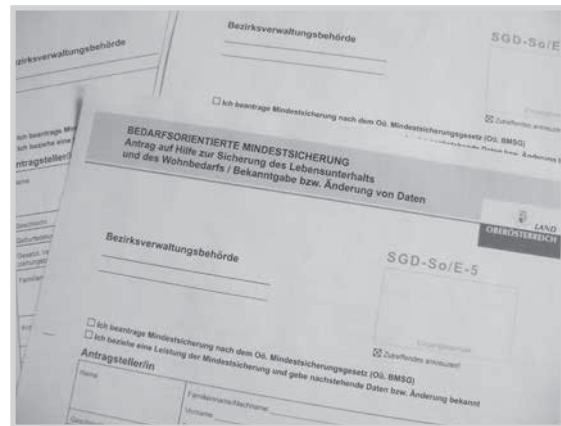 Bezirksverwaltungsbehörde
SGD-So/E
Bezirksverwaltungsbehörde
☐ Ich beantrage Mindestsicherung nach dem Oö. Mindestsicherungsgesetz (Oö. BMSG)
☒ Zutreffendes ankreuzen!
BEDARFSORIENTIERTE MINDESTSICHERUNG
Antrag auf Hilfe zur Sicherung des Lebensunterhalts
und des Wohnbedarfs / Bekanntgabe bzw. Änderung von Daten
LAND
OBERÖSTERREICH
Bezirksverwaltungsbehörde
SGD-So/E-5
Eingangsstempel
☒ Zutreffendes ankreuzen!
☐ Ich beantrage Mindestsicherung nach dem Oö. Mindestsicherungsgesetz (Oö. BMSG)
☐ Ich beziehe eine Leistung der Mindestsicherung und gebe nachstehende Daten bzw. Änderung bekannt
Antragsteller/in
Name
Familienname/Nachname:
Vorname:
Geschlecht